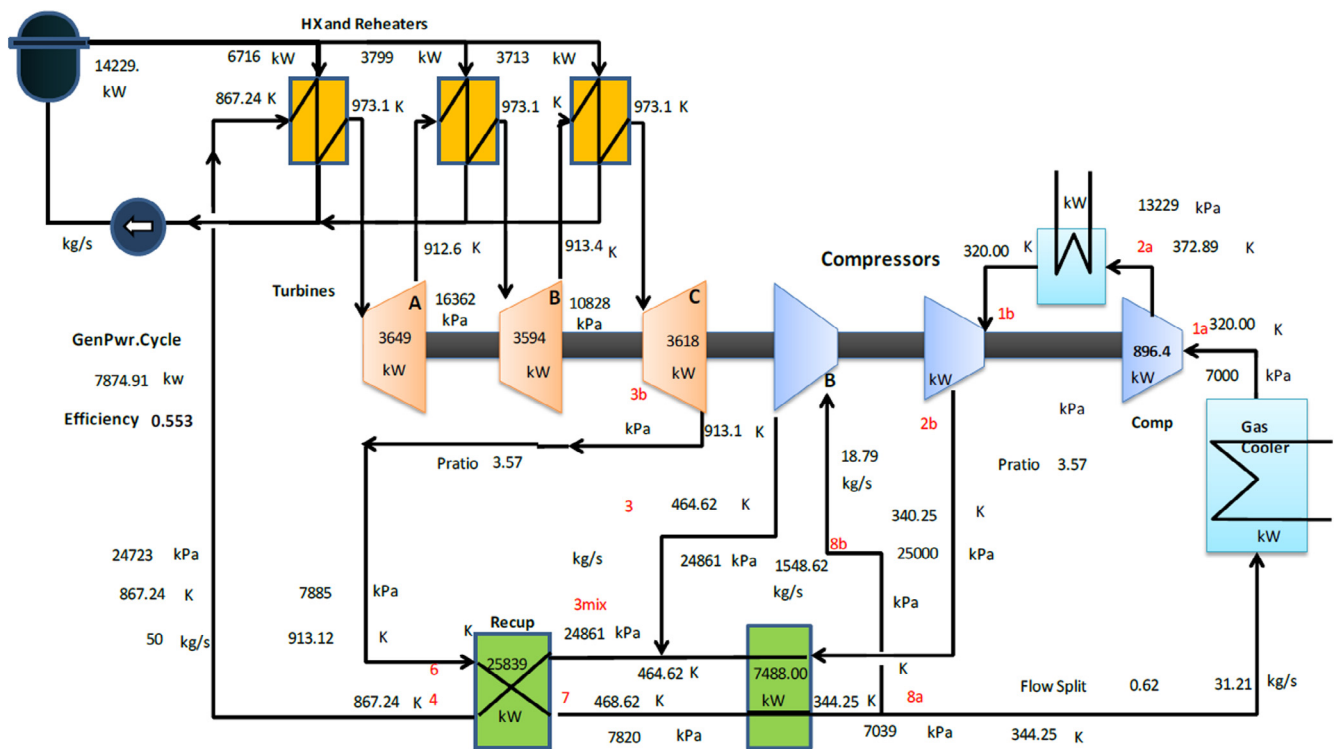 HX and Reheaters
6716 kW 3799 kW 3713 kW
14229.
kW
867.24 K 973.1 K 973.1 K 973.1 K
kg/s
912.6 K 913.4 K
kW 13229 kPa
320.00 K 2a 372.89 K
Compressors
Turbines A 16362 kPa B 10828 kPa C
1b 1a 320.00 K
GenPwr.Cycle
7874.91 kw
Efficiency 0.553
3649 kW 3594 kW 3618 kW B kW 896.4 kW
7000 kPa
3b kPa 913.1 K 2b kPa Comp
Gas Cooler
Pratio 3.57 18.79 kg/s Pratio 3.57
3 464.62 K 340.25 K
kW
24723 kPa kg/s 24861 kPa 8b 25000 kPa
1548.62 kg/s
867.24 K 7885 kPa 3mix kPa
50 kg/s 913.12 K K Recup 24861 kPa
6 25839 464.62 K 7488.00 K
867.24 K 4 kW 7 468.62 K kW 344.25 K 8a Flow Split 0.62 31.21 kg/s
7820 kPa 7039 kPa 344.25 K